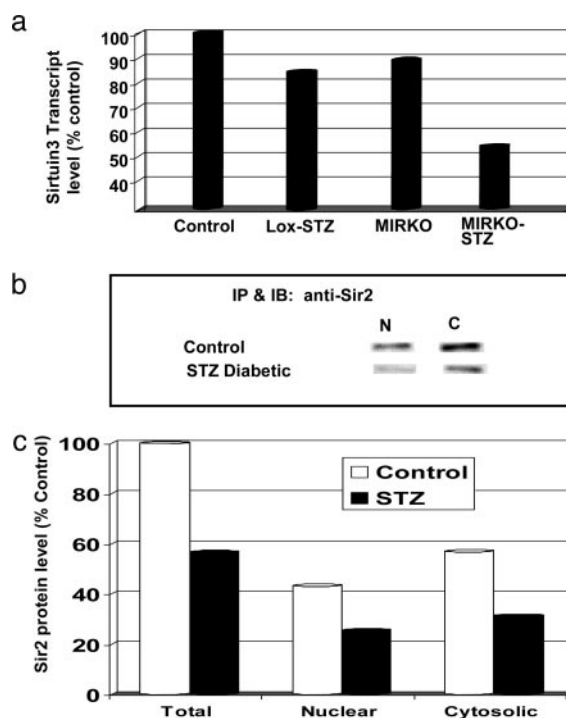 a
Sirtuin3 Transcript
level (% control)
100
90
80
70
60
50
40
Control
Lox-STZ
MIRKO
MIRKO-
STZ
b
IP & IB: anti-Sir2
N C
Control
STZ Diabetic
c
Sir2 protein level (% Control)
100
80
60
40
20
0
Control
STZ
Total
Nuclear
Cytosolic